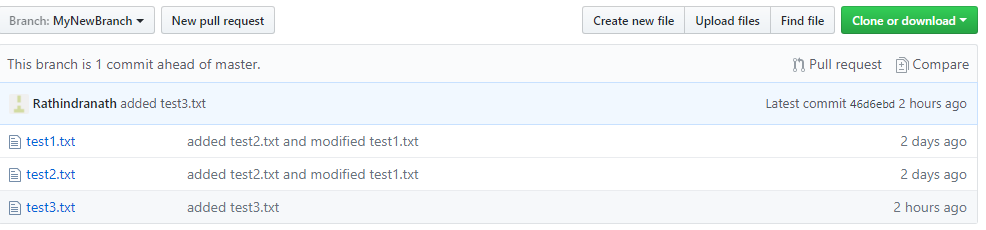 Branch: MyNewBranch New pull request Create new file Upload files Find file Clone or download
This branch is 1 commit ahead of master. Pull request Compare
Rathindranath added test3.txt Latest commit 46d6ebd 2 hours ago
test1.txt added test2.txt and modified test1.txt 2 days ago
test2.txt added test2.txt and modified test1.txt 2 days ago
test3.txt added test3.txt 2 hours ago